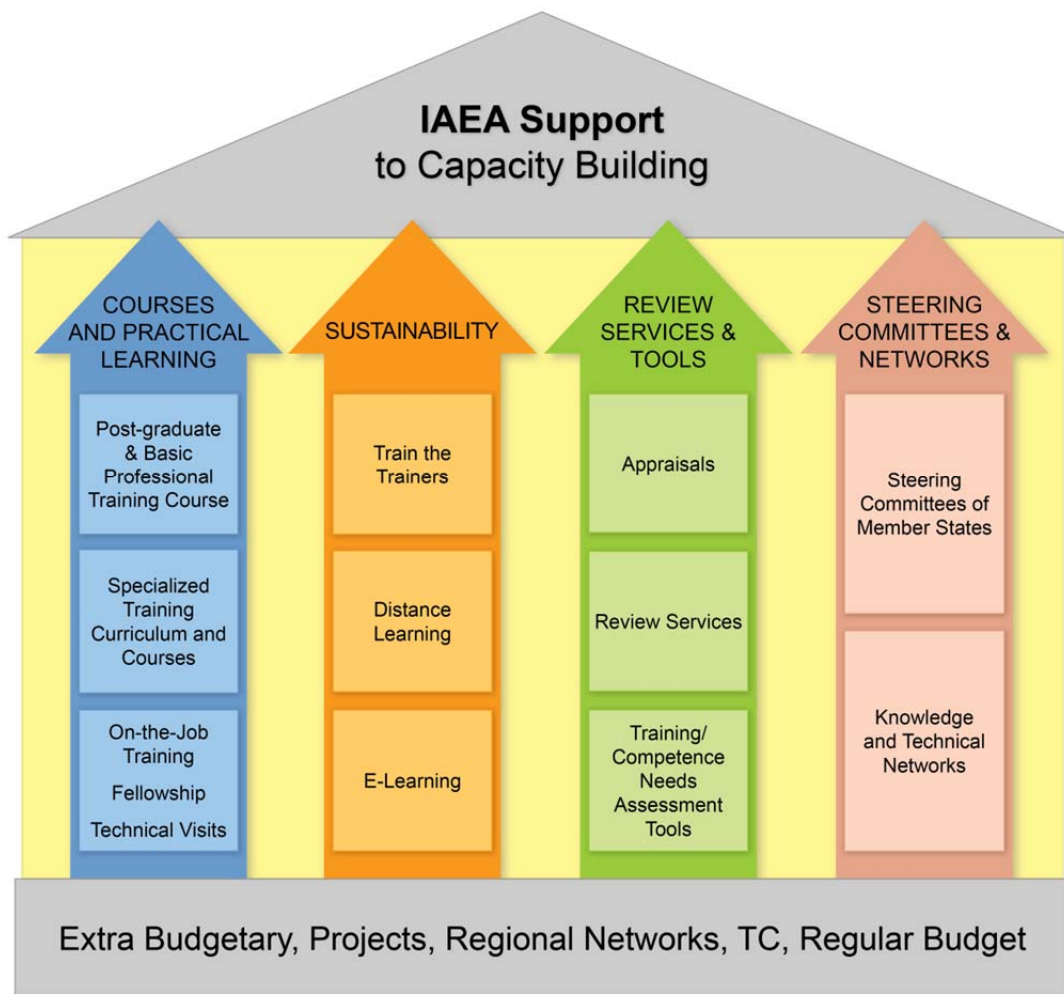 IAEA Support
to Capacity Building
COURSES
AND PRACTICAL
LEARNING
Post-graduate
& Basic
Professional
Training Course
Specialized
Training
Curriculum and
Courses
On-the-Job
Training
Fellowship
Technical Visits
SUSTAINABILITY
Train the
Trainers
Distance
Learning
E-Learning
REVIEW
SERVICES &
TOOLS
Appraisals
Review Services
Training/
Competence
Needs
Assessment
Tools
STEERING
COMMITTEES &
NETWORKS
Steering
Committees of
Member States
Knowledge
and Technical
Networks
Extra Budgetary, Projects, Regional Networks, TC, Regular Budget